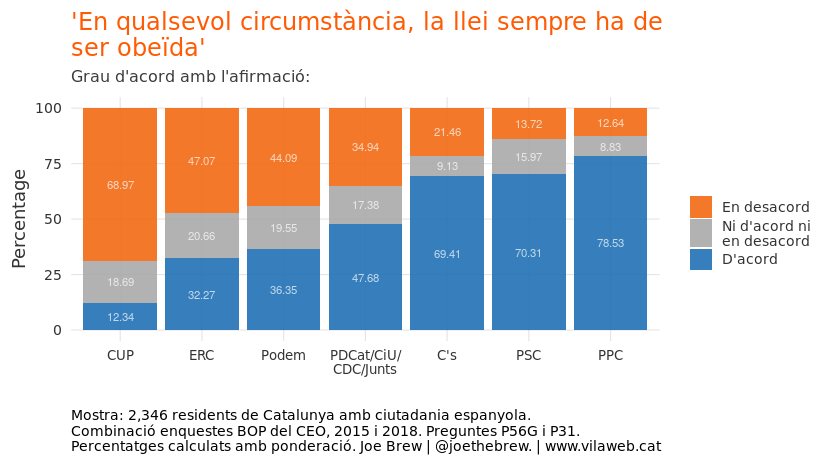 'En qualsevol circumstància, la llei sempre ha de
ser obeïda'
Grau d'acord amb l'afirmació:
Percentage
100
75
50
25
0
68.97
18.69
12.34
47.07
20.66
32.27
44.09
19.55
36.35
34.94
17.38
47.68
21.46
9.13
69.41
13.72
15.97
70.31
12.64
8.83
78.53
CUP
ERC
Podem
PDCat/CiU/
CDC/Junts
C's
PSC
PPC
En desacord
Ni d'acord ni
en desacord
D'acord
Mostra: 2,346 residents de Catalunya amb ciutadania espanyola.
Combinació enquestes BOP del CEO, 2015 i 2018. Preguntes P56G i P31.
Percentatges calculats amb ponderació. Joe Brew | @joethebrew. | www.vilaweb.cat